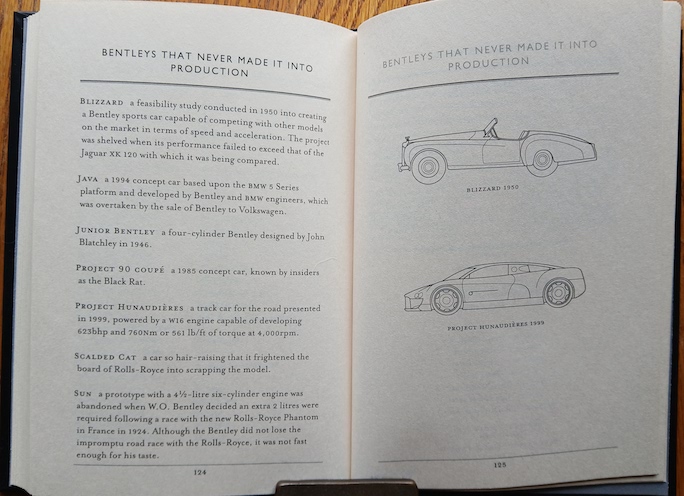 BENTLEYS THAT NEVER MADE IT INTO
PRODUCTION
BLIZZARD a feasibility study conducted in 1950 into creating
a Bentley sports car capable of competing with other models
on the market in terms of speed and acceleration. The project
was shelved when its performance failed to exceed that of the
Jaguar XK 120 with which it was being compared.
JAVA a 1994 concept car based upon the BMW 5 Series
platform and developed by Bentley and BMW engineers, which
was overtaken by the sale of Bentley to Volkswagen.
JUNIOR BENTLEY a four-cylinder Bentley designed by John
Blatchley in 1946.
PROJECT 90 COUPÉ a 1985 concept car, known by insiders
as the Black Rat.
PROJECT HUNAUDIÈRES a track car for the road presented
in 1999, powered by a W16 engine capable of developing
623bhp and 760Nm or 561 lb/ft of torque at 4,000rpm.
SCALDED CAT a car so hair-raising that it frightened the
board of Rolls-Royce into scrapping the model.
SUN a prototype with a 4½-litre six-cylinder engine was
abandoned when W.O. Bentley decided an extra 2 litres were
required following a race with the new Rolls-Royce Phantom
in France in 1924. Although the Bentley did not lose the
impromptu road race with the Rolls-Royce, it was not fast
enough for his taste.
124
BENTLEYS THAT NEVER MADE IT INTO
PRODUCTION
BLIZZARD 1950
PROJECT HUNAUDIÈRES 1999
125